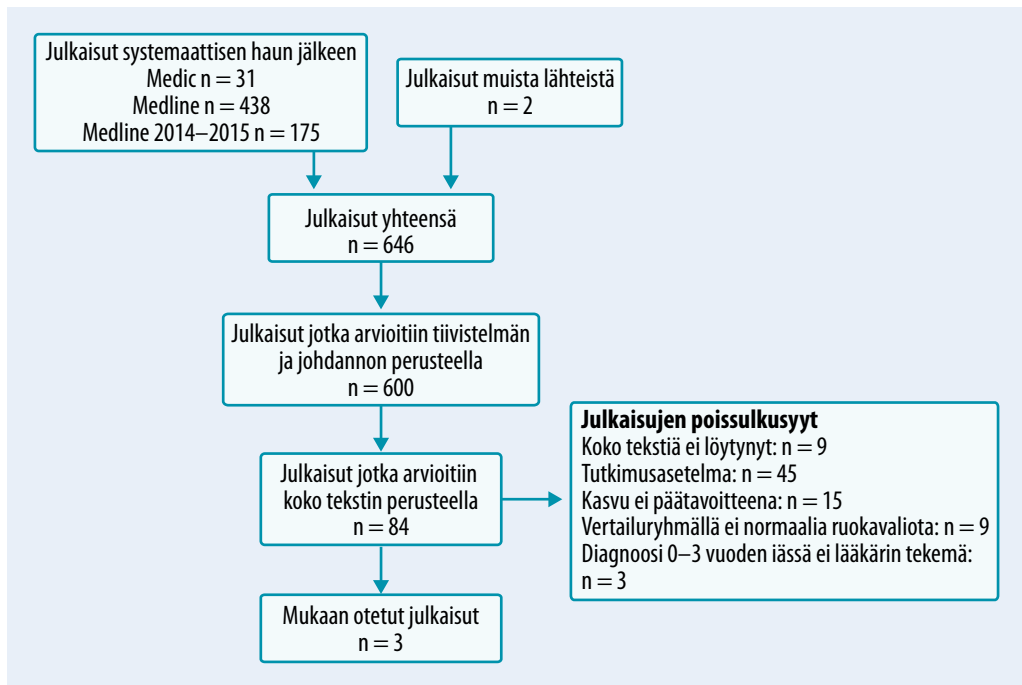 Julkaisut systemaattisen haun jälkeen
Medic n = 31
Medline n = 438
Medline 2014–2015 n = 175
Julkaisut muista lähteistä
n = 2
Julkaisut yhteensä
n = 646
Julkaisut jotka arvioitiin tiivistelmän
ja johdannon perusteella
n = 600
Julkaisut jotka arvioitiin
koko tekstin perusteella
n = 84
Julkaisujen poissulkusyyt
Koko tekstiä ei löytynyt: n = 9
Tutkimusasetelma: n = 45
Kasvu ei päätavoitteena: n = 15
Vertailuryhmällä ei normaalia ruokavaliota: n = 9
Diagnoosi 0–3 vuoden iässä ei lääkärin tekemä:
n = 3
Mukaan otetut julkaisut
n = 3